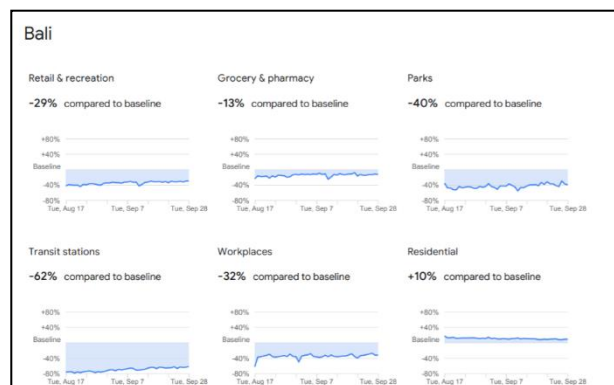 Bali
Retail & recreation
-29% compared to baseline
+80%
+40%
Baseline
-40%
-80%
Tue, Aug 17 Tue, Sep 7 Tue, Sep 28
Grocery & pharmacy
-13% compared to baseline
+80%
+40%
Baseline
-40%
-80%
Tue, Aug 17 Tue, Sep 7 Tue, Sep 28
Parks
-40% compared to baseline
+80%
+40%
Baseline
-40%
-80%
Tue, Aug 17 Tue, Sep 7 Tue, Sep 28
Transit stations
-62% compared to baseline
+80%
+40%
Baseline
-40%
-80%
Tue, Aug 17 Tue, Sep 7 Tue, Sep 28
Workplaces
-32% compared to baseline
+80%
+40%
Baseline
-40%
-80%
Tue, Aug 17 Tue, Sep 7 Tue, Sep 28
Residential
+10% compared to baseline
+80%
+40%
Baseline
-40%
-80%
Tue, Aug 17 Tue, Sep 7 Tue, Sep 28